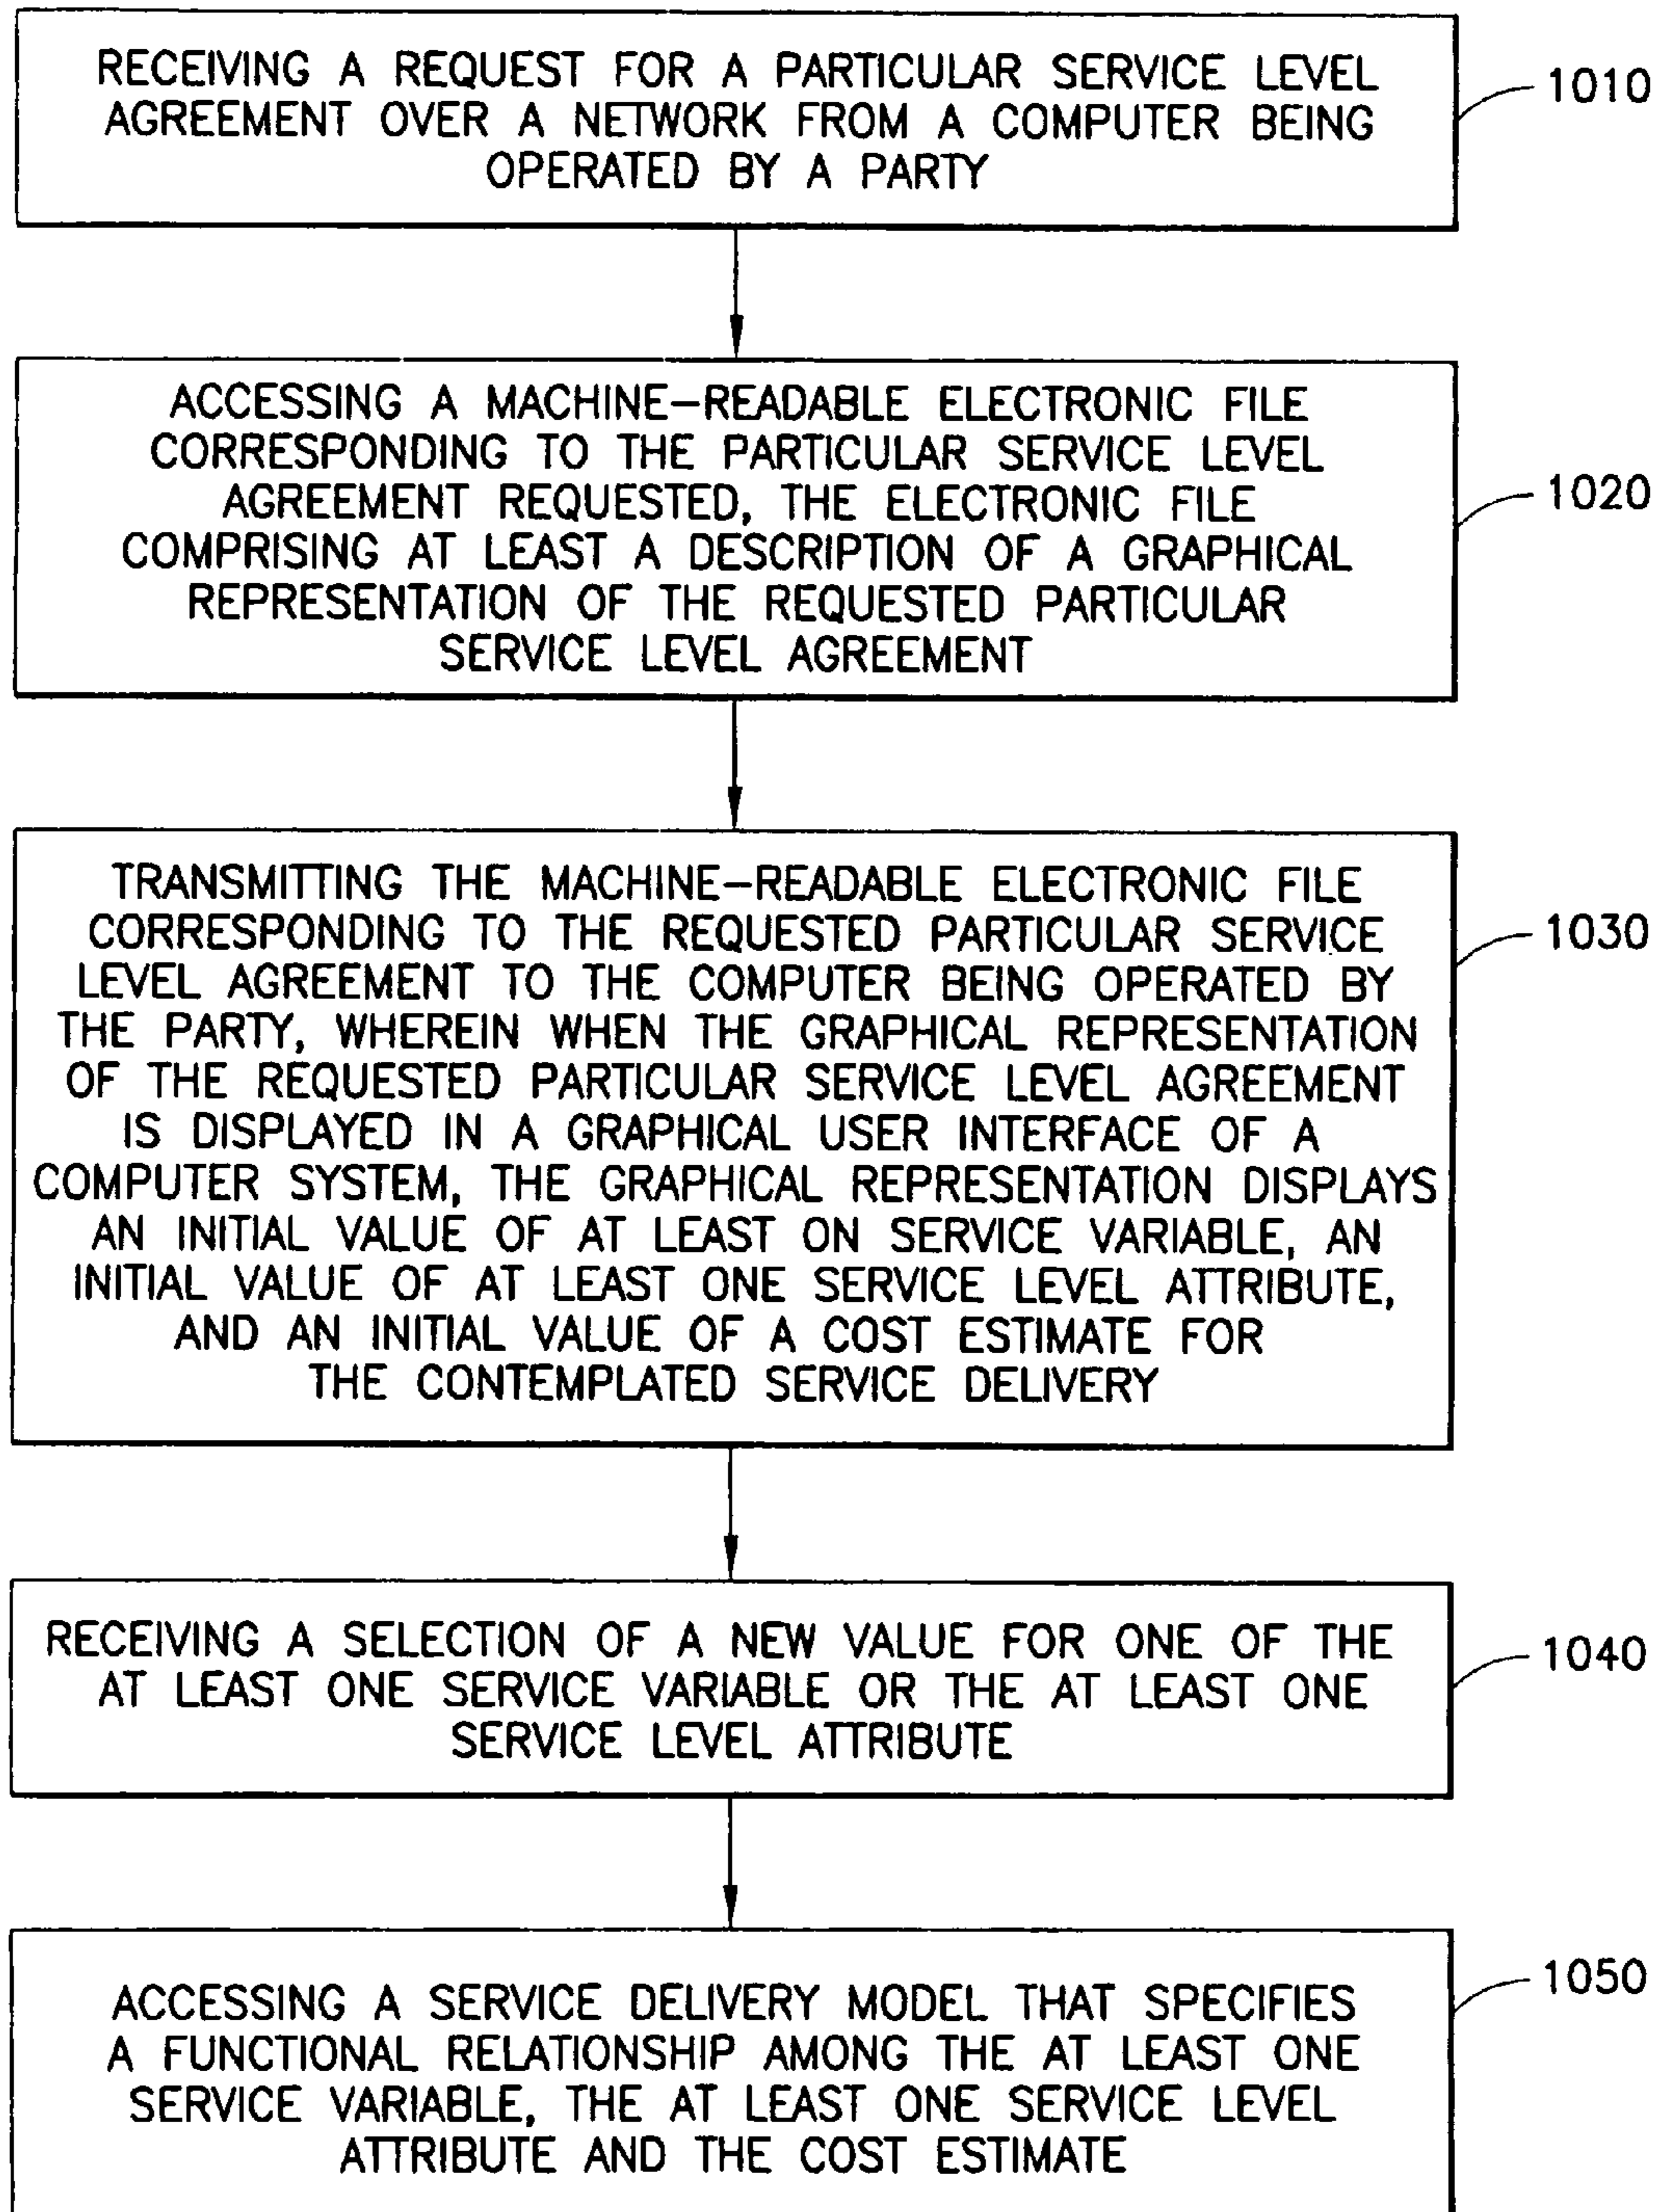 RECEIVING A REQUEST FOR A PARTICULAR SERVICE LEVEL
AGREEMENT OVER A NETWORK FROM A COMPUTER BEING
OPERATED BY A PARTY
1010
ACCESSING A MACHINE-READABLE ELECTRONIC FILE
CORRESPONDING TO THE PARTICULAR SERVICE LEVEL
AGREEMENT REQUESTED, THE ELECTRONIC FILE
COMPRISING AT LEAST A DESCRIPTION OF A GRAPHICAL
REPRESENTATION OF THE REQUESTED PARTICULAR
SERVICE LEVEL AGREEMENT
1020
TRANSMITTING THE MACHINE-READABLE ELECTRONIC FILE
CORRESPONDING TO THE REQUESTED PARTICULAR SERVICE
LEVEL AGREEMENT TO THE COMPUTER BEING OPERATED BY
THE PARTY, WHEREIN WHEN THE GRAPHICAL REPRESENTATION
OF THE REQUESTED PARTICULAR SERVICE LEVEL AGREEMENT
IS DISPLAYED IN A GRAPHICAL USER INTERFACE OF A
COMPUTER SYSTEM, THE GRAPHICAL REPRESENTATION DISPLAYS
AN INITIAL VALUE OF AT LEAST ON SERVICE VARIABLE, AN
INITIAL VALUE OF AT LEAST ONE SERVICE LEVEL ATTRIBUTE,
AND AN INITIAL VALUE OF A COST ESTIMATE FOR
THE CONTEMPLATED SERVICE DELIVERY
1030
RECEIVING A SELECTION OF A NEW VALUE FOR ONE OF THE
AT LEAST ONE SERVICE VARIABLE OR THE AT LEAST ONE
SERVICE LEVEL ATTRIBUTE
1040
ACCESSING A SERVICE DELIVERY MODEL THAT SPECIFIES
A FUNCTIONAL RELATIONSHIP AMONG THE AT LEAST ONE
SERVICE VARIABLE, THE AT LEAST ONE SERVICE LEVEL
ATTRIBUTE AND THE COST ESTIMATE
1050